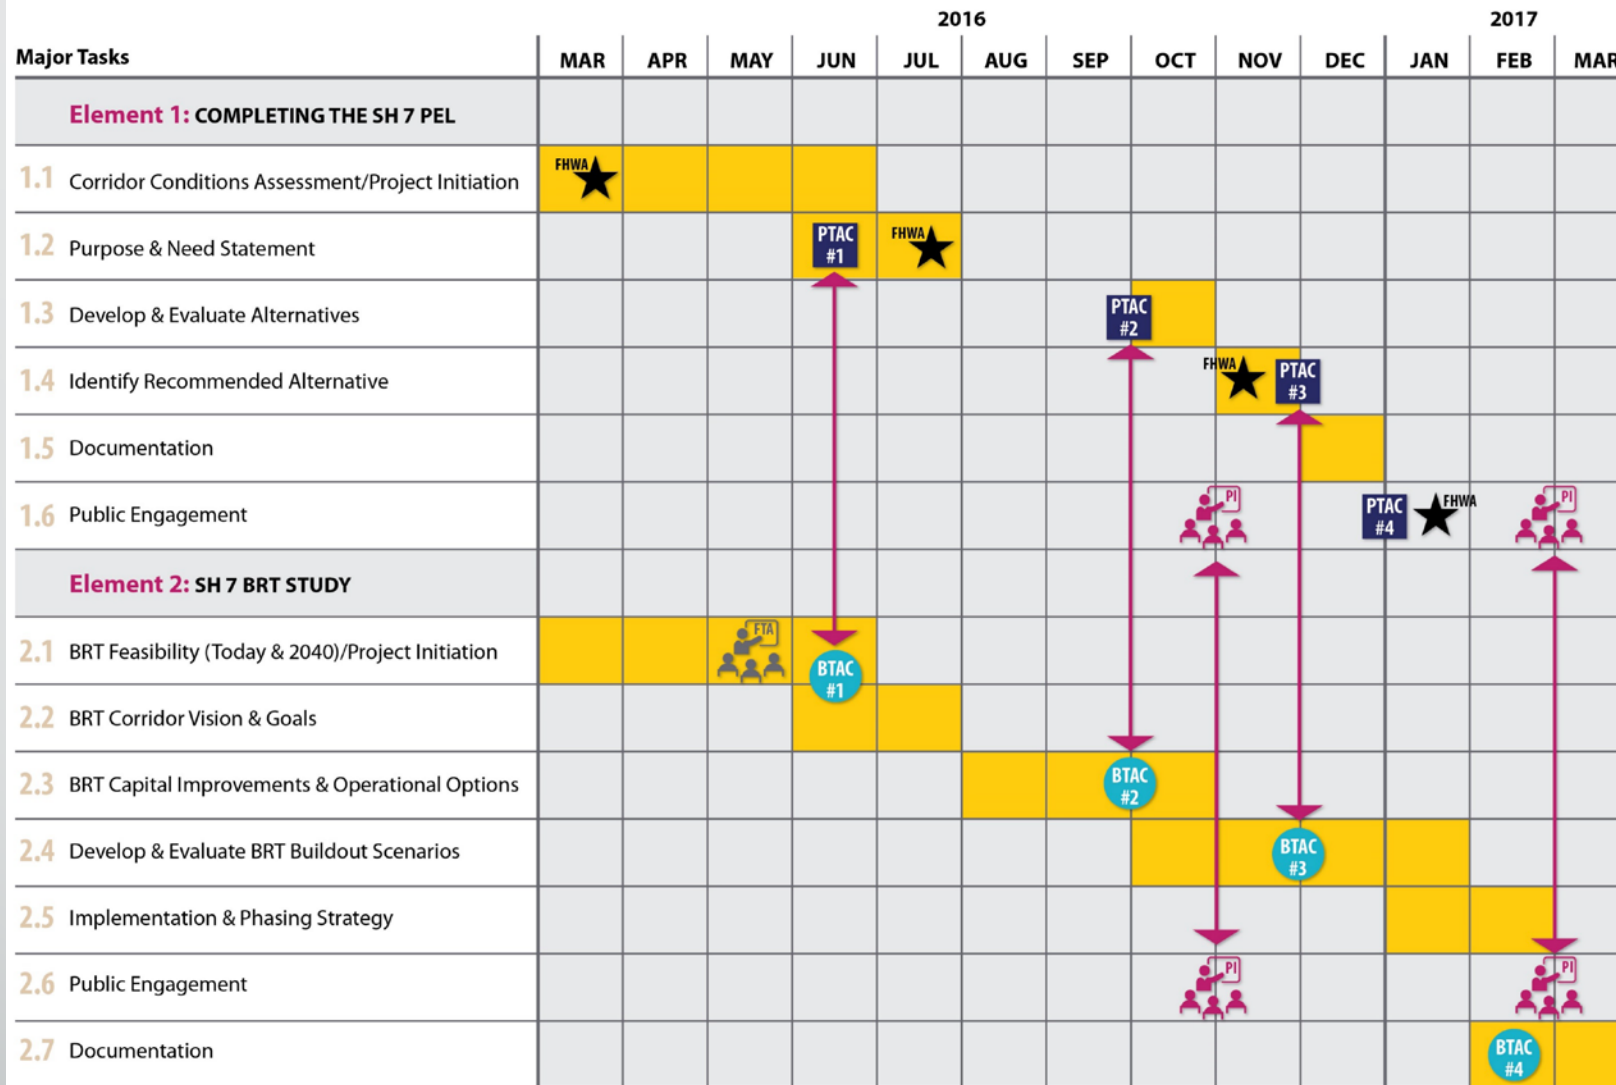 2016 2017
Major Tasks MAR APR MAY JUN JUL AUG SEP OCT NOV DEC JAN FEB MAR
Element 1: COMPLETING THE SH 7 PEL
1.1 Corridor Conditions Assessment/Project Initiation FHWA
1.2 Purpose & Need Statement PTAC #1 FHWA
1.3 Develop & Evaluate Alternatives PTAC #2
1.4 Identify Recommended Alternative FHWA PTAC #3
1.5 Documentation
1.6 Public Engagement PI PTAC #4 FHWA PI
Element 2: SH 7 BRT STUDY
2.1 BRT Feasibility (Today & 2040)/Project Initiation FTA BTAC #1
2.2 BRT Corridor Vision & Goals
2.3 BRT Capital Improvements & Operational Options BTAC #2
2.4 Develop & Evaluate BRT Buildout Scenarios BTAC #3
2.5 Implementation & Phasing Strategy
2.6 Public Engagement PI PI
2.7 Documentation BTAC #4